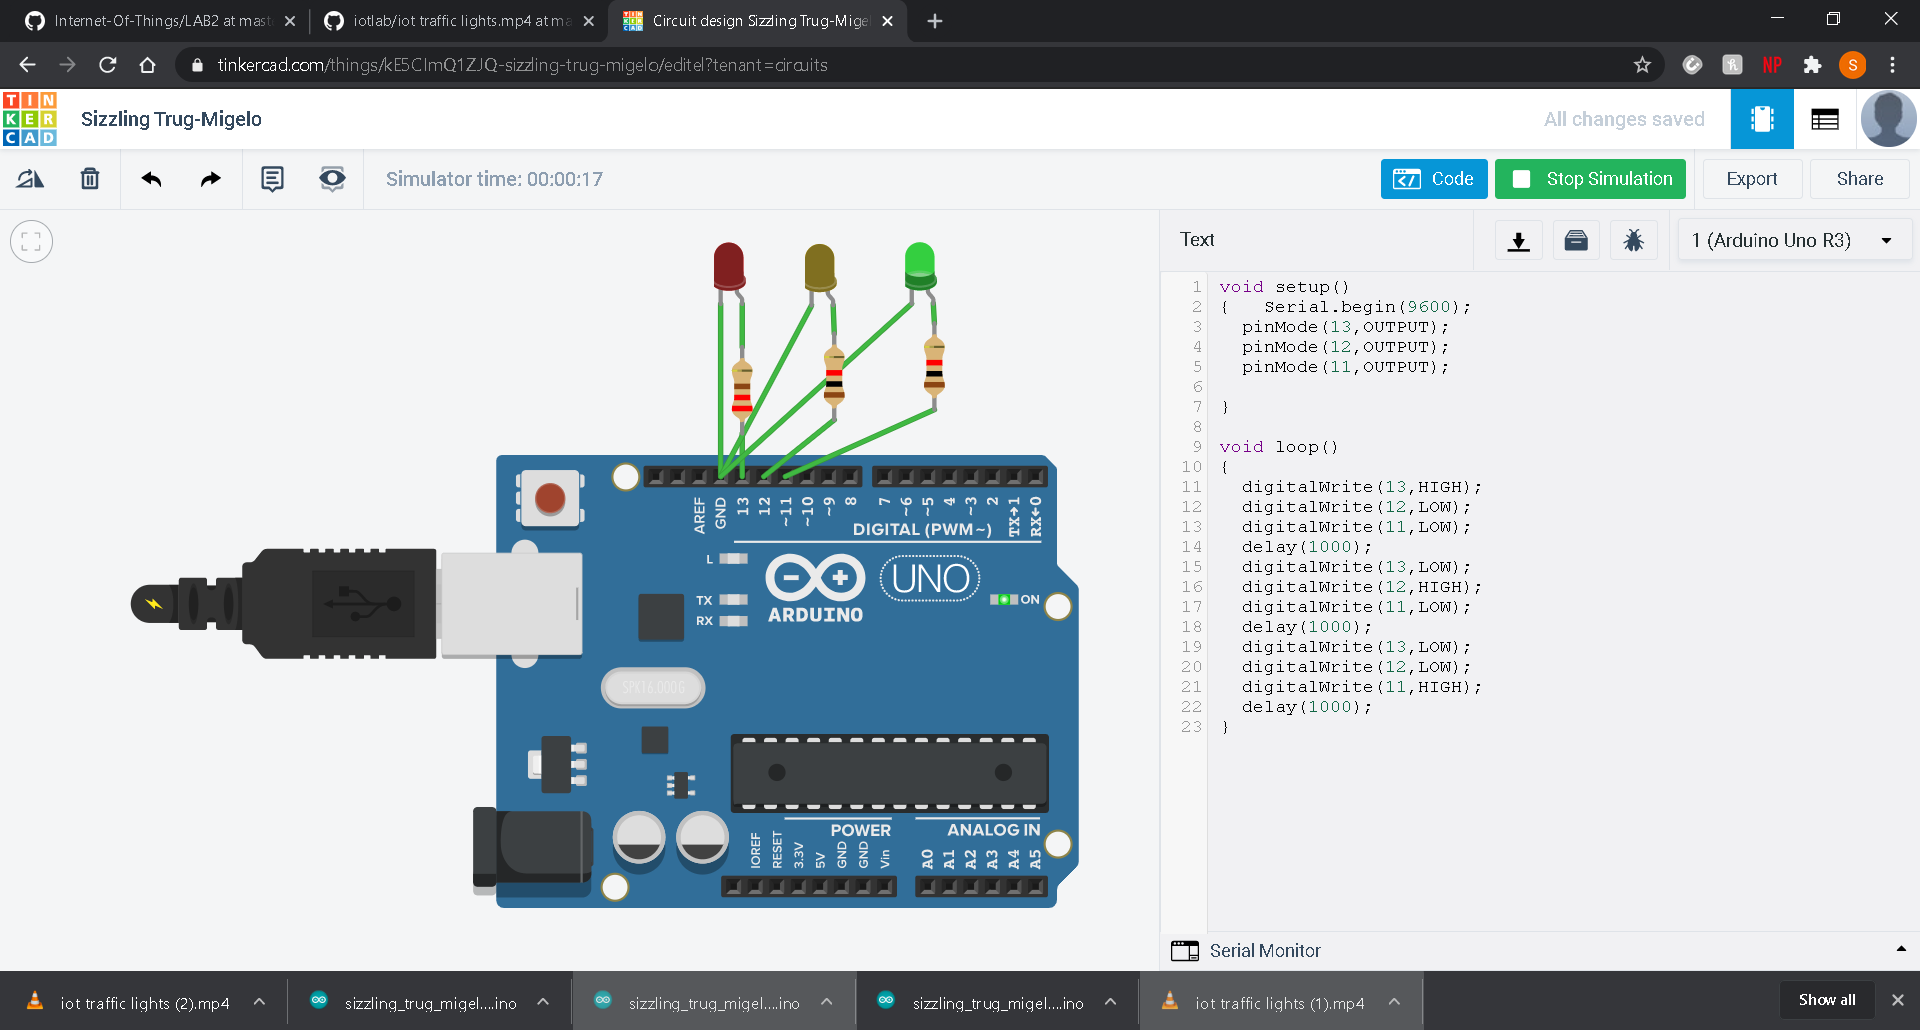 Internet-Of-Things/LAB2 at mast
iotlab/iot traffic lights.mp4 at ma
Circuit design Sizzling Trug-Mige
tinkercad.com/things/kE5CImQ1ZJQ-sizzling-trug-migelo/editel?tenant=circuits
NP
S
TIN
KER
CAD
Sizzling Trug-Migelo
All changes saved
Simulator time: 00:00:17
Code
Stop Simulation
Export
Share
Text
1 (Arduino Uno R3)
1 void setup()
2 {   Serial.begin(9600);
3   pinMode(13,OUTPUT);
4   pinMode(12,OUTPUT);
5   pinMode(11,OUTPUT);
6
7 }
8
9 void loop()
10 {
11   digitalWrite(13,HIGH);
12   digitalWrite(12,LOW);
13   digitalWrite(11,LOW);
14   delay(1000);
15   digitalWrite(13,LOW);
16   digitalWrite(12,HIGH);
17   digitalWrite(11,LOW);
18   delay(1000);
19   digitalWrite(13,LOW);
20   digitalWrite(12,LOW);
21   digitalWrite(11,HIGH);
22   delay(1000);
23 }
AREF GND 13 12 ~11 ~10 ~9 8 7 ~6 ~5 4 ~3 2 TX→1 RX←0
DIGITAL (PWM~)
L
TX
RX
ARDUINO
UNO
ON
SPK16.000G
POWER
ANALOG IN
IOREF RESET 3.3V 5V GND GND Vin A0 A1 A2 A3 A4 A5
Serial Monitor
iot traffic lights (2).mp4
sizzling_trug_migel....ino
sizzling_trug_migel....ino
sizzling_trug_migel....ino
iot traffic lights (1).mp4
Show all